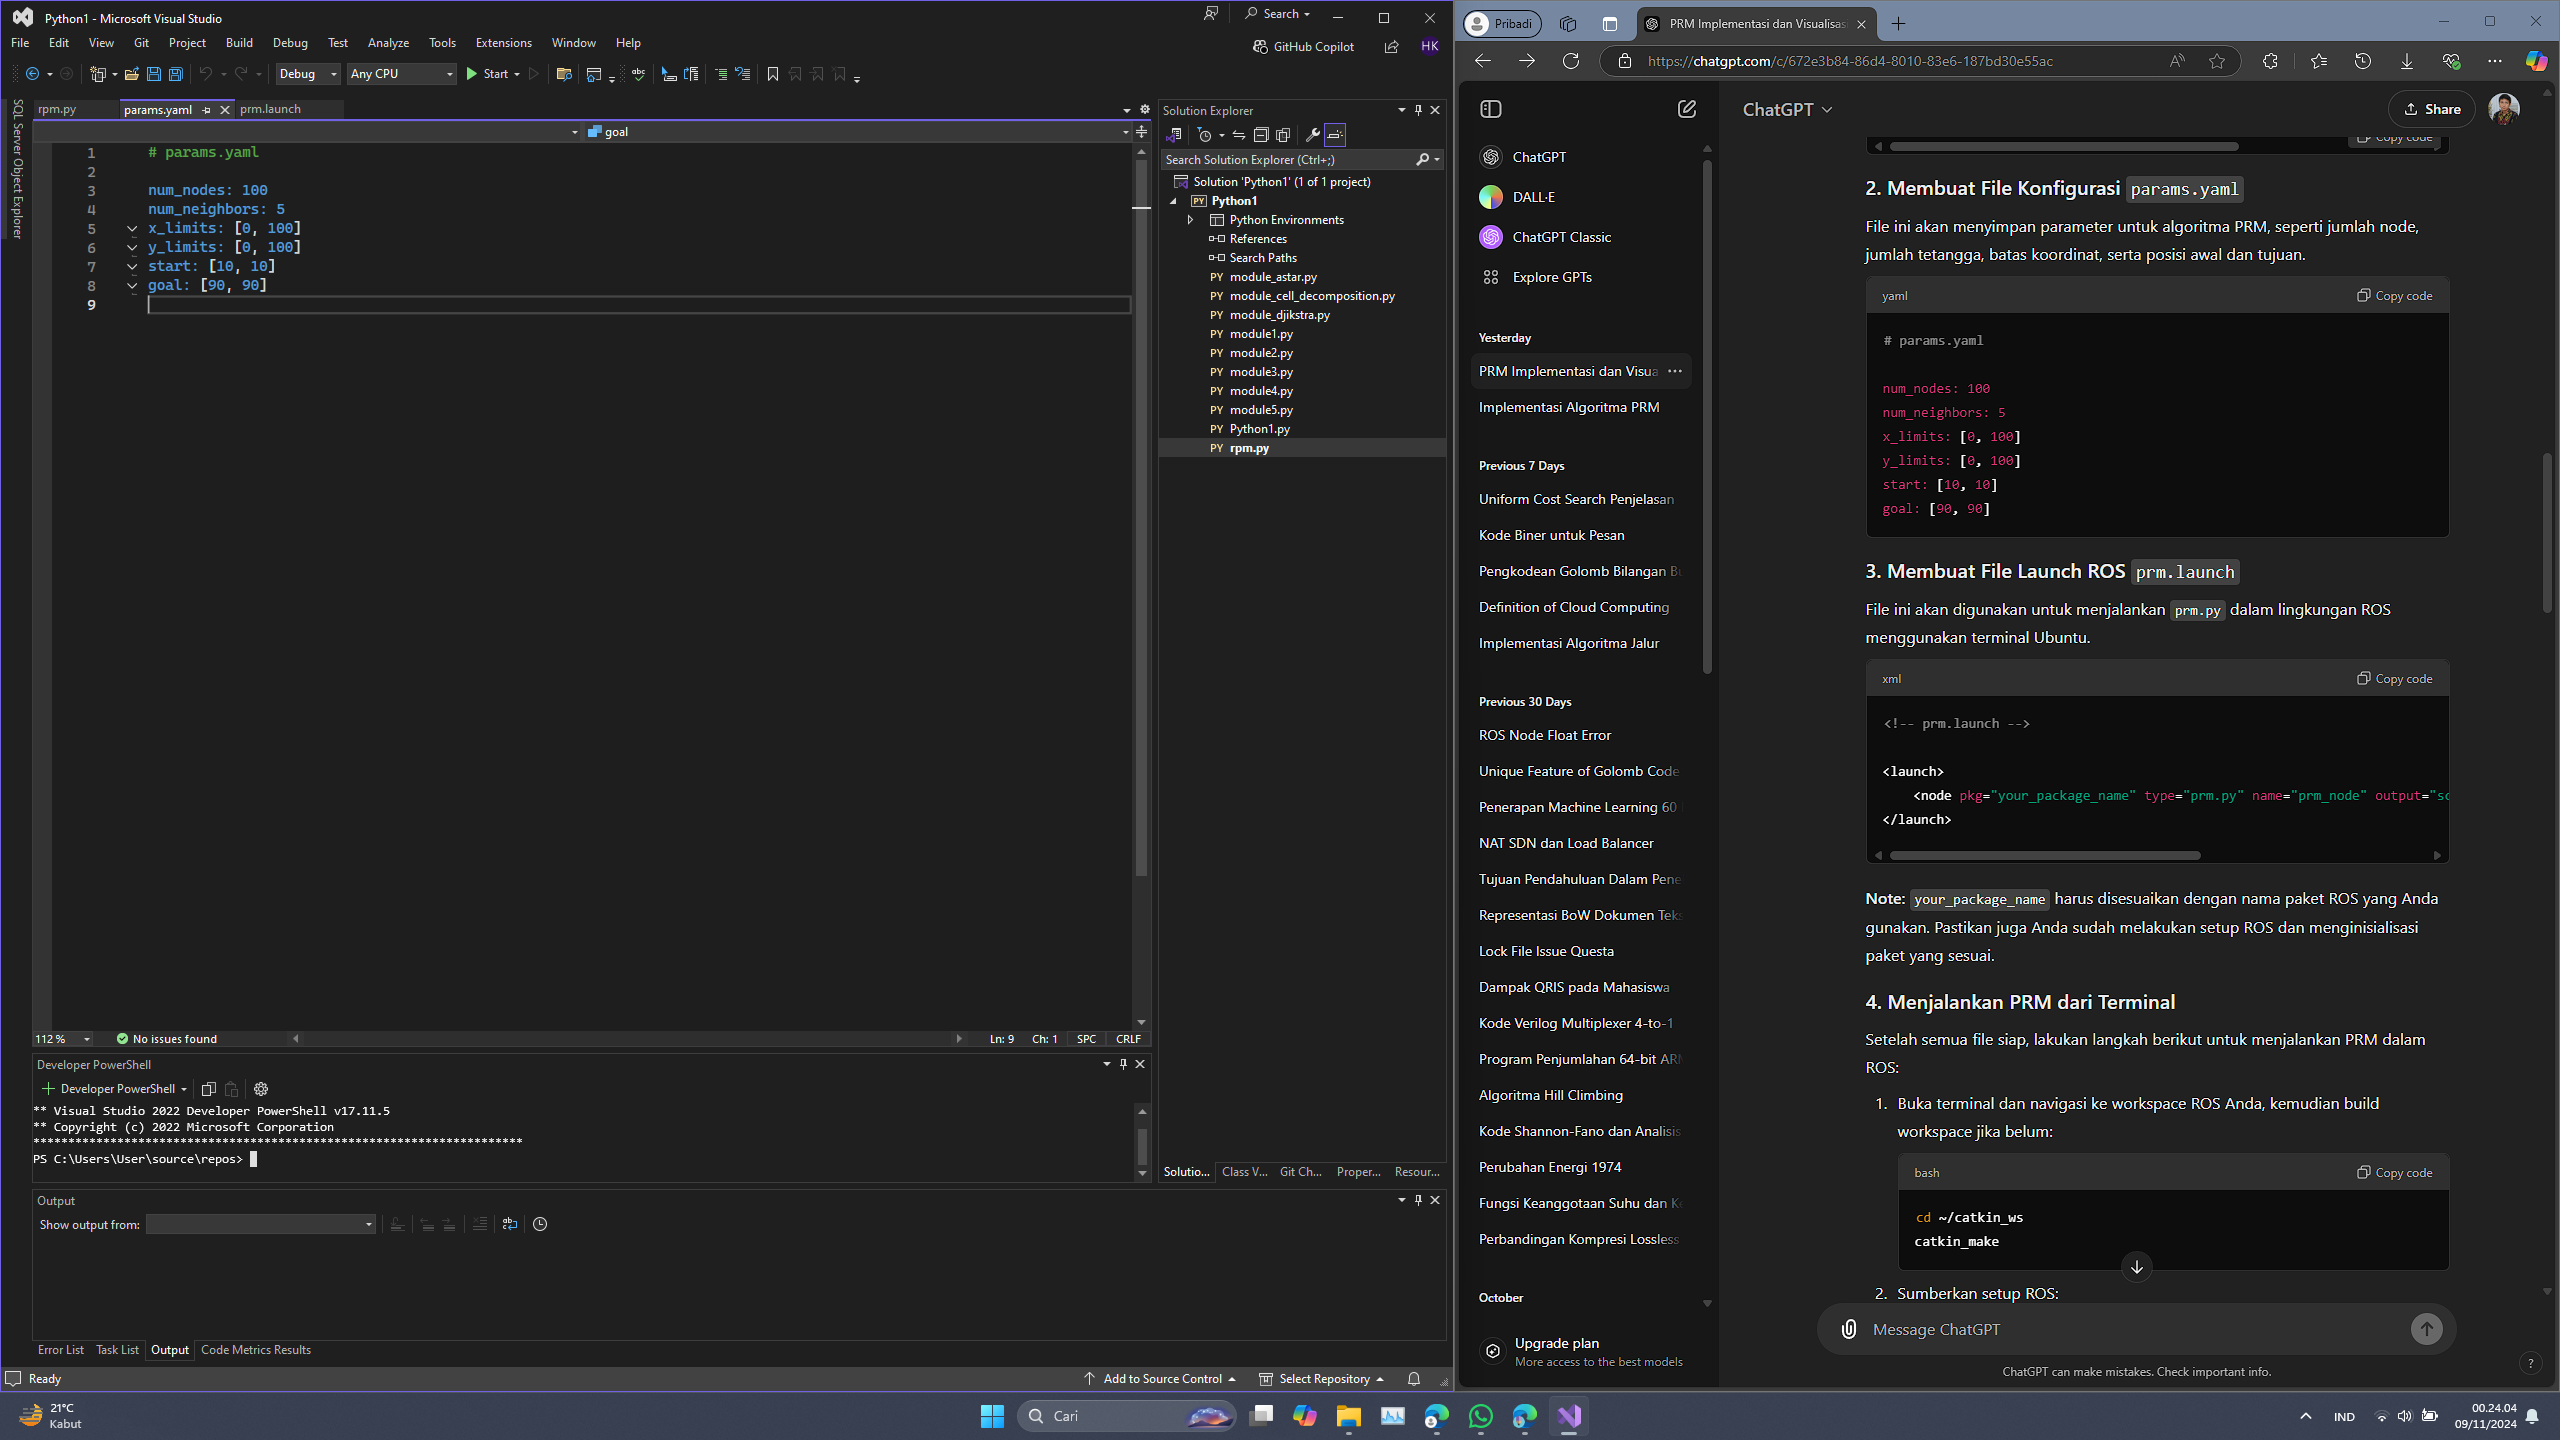 Python1 - Microsoft Visual Studio
Search
File Edit View Git Project Build Debug Test Analyze Tools Extensions Window Help
GitHub Copilot
HK
Debug Any CPU Start
SQL Server Object Explorer
rpm.py params.yaml prm.launch
goal
1 # params.yaml
2
3 num_nodes: 100
4 num_neighbors: 5
5 x_limits: [0, 100]
6 y_limits: [0, 100]
7 start: [10, 10]
8 goal: [90, 90]
9
112 % No issues found Ln: 9 Ch: 1 SPC CRLF
Developer PowerShell
Developer PowerShell
** Visual Studio 2022 Developer PowerShell v17.11.5
** Copyright (c) 2022 Microsoft Corporation
**********************************************************************
PS C:\Users\User\source\repos>
Solution Explorer
Search Solution Explorer (Ctrl+;)
Solution 'Python1' (1 of 1 project)
PY Python1
Python Environments
References
Search Paths
PY module_astar.py
PY module_cell_decomposition.py
PY module_djikstra.py
PY module1.py
PY module2.py
PY module3.py
PY module4.py
PY module5.py
PY Python1.py
PY rpm.py
Solutio... Class V... Git Ch... Proper... Resour...
Output
Show output from:
Error List Task List Output Code Metrics Results
Ready
Add to Source Control Select Repository
Pribadi
PRM Implementasi dan Visualisas
https://chatgpt.com/c/672e3b84-86d4-8010-83e6-187bd30e55ac
ChatGPT
DALL·E
ChatGPT Classic
Explore GPTs
Yesterday
PRM Implementasi dan Visua
Implementasi Algoritma PRM
Previous 7 Days
Uniform Cost Search Penjelasan
Kode Biner untuk Pesan
Pengkodean Golomb Bilangan Bu
Definition of Cloud Computing
Implementasi Algoritma Jalur
Previous 30 Days
ROS Node Float Error
Unique Feature of Golomb Code
Penerapan Machine Learning 60
NAT SDN dan Load Balancer
Tujuan Pendahuluan Dalam Pene
Representasi BoW Dokumen Teks
Lock File Issue Questa
Dampak QRIS pada Mahasiswa
Kode Verilog Multiplexer 4-to-1
Program Penjumlahan 64-bit ARM
Algoritma Hill Climbing
Kode Shannon-Fano dan Analisis
Perubahan Energi 1974
Fungsi Keanggotaan Suhu dan Ke
Perbandingan Kompresi Lossless
October
Upgrade plan
More access to the best models
ChatGPT
Share
Copy code
2. Membuat File Konfigurasi params.yaml
File ini akan menyimpan parameter untuk algoritma PRM, seperti jumlah node,
jumlah tetangga, batas koordinat, serta posisi awal dan tujuan.
yaml Copy code
# params.yaml
num_nodes: 100
num_neighbors: 5
x_limits: [0, 100]
y_limits: [0, 100]
start: [10, 10]
goal: [90, 90]
3. Membuat File Launch ROS prm.launch
File ini akan digunakan untuk menjalankan prm.py dalam lingkungan ROS
menggunakan terminal Ubuntu.
xml Copy code
<!-- prm.launch -->
<launch>
<node pkg="your_package_name" type="prm.py" name="prm_node" output="sc
</launch>
Note: your_package_name harus disesuaikan dengan nama paket ROS yang Anda
gunakan. Pastikan juga Anda sudah melakukan setup ROS dan menginisialisasi
paket yang sesuai.
4. Menjalankan PRM dari Terminal
Setelah semua file siap, lakukan langkah berikut untuk menjalankan PRM dalam
ROS:
1. Buka terminal dan navigasi ke workspace ROS Anda, kemudian build
workspace jika belum:
bash Copy code
cd ~/catkin_ws
catkin_make
2. Sumberkan setup ROS:
Message ChatGPT
ChatGPT can make mistakes. Check important info.
?
21°C
Kabut
Cari
IND
00.24.04
09/11/2024